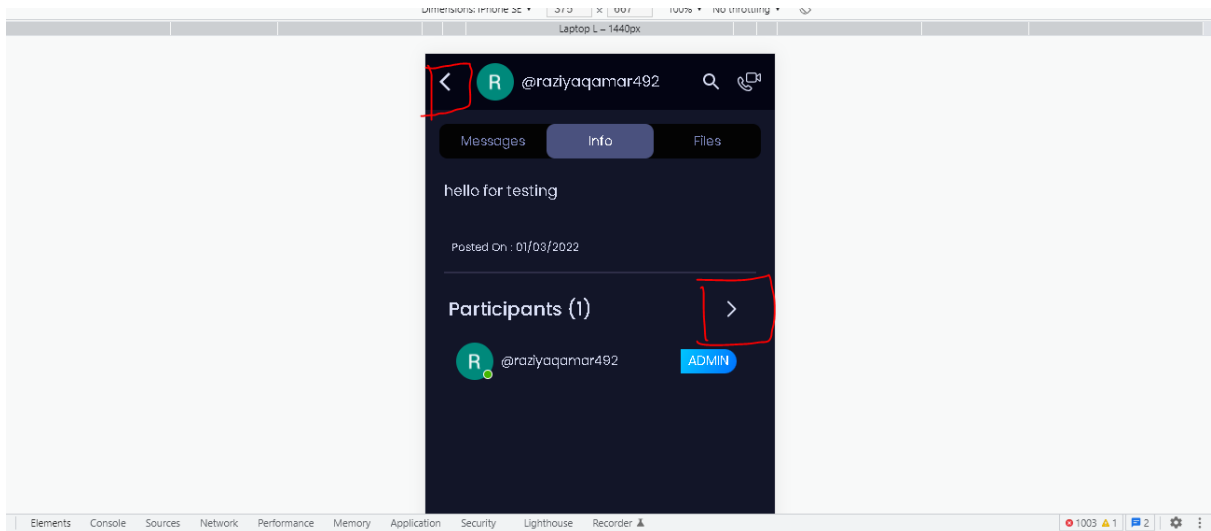 Dimensions: iPhone SE 375 x 667 100% No throttling
Laptop L – 1440px
R @raziyaqamar492
Messages Info Files
hello for testing
Posted On : 01/03/2022
Participants (1)
R @raziyaqamar492 ADMIN
Elements Console Sources Network Performance Memory Application Security Lighthouse Recorder 1003 1 2